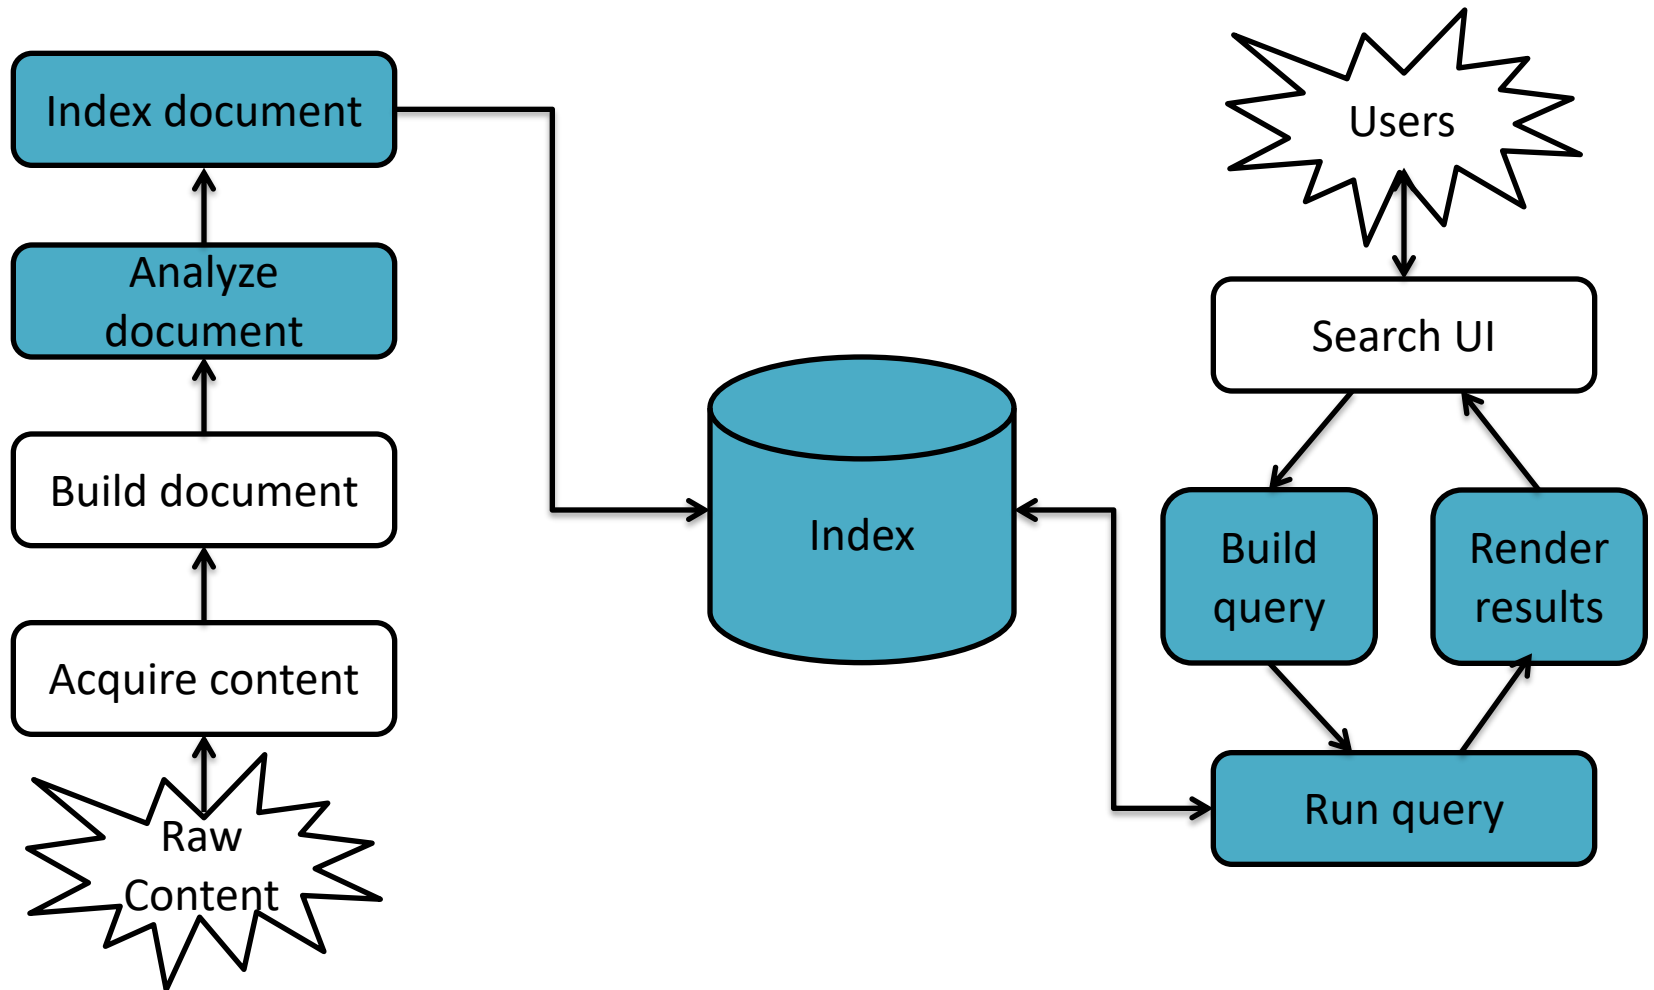 Index document
Analyze
document
Build document
Acquire content
Raw
Content
Index
Users
Search UI
Build
query
Render
results
Run query